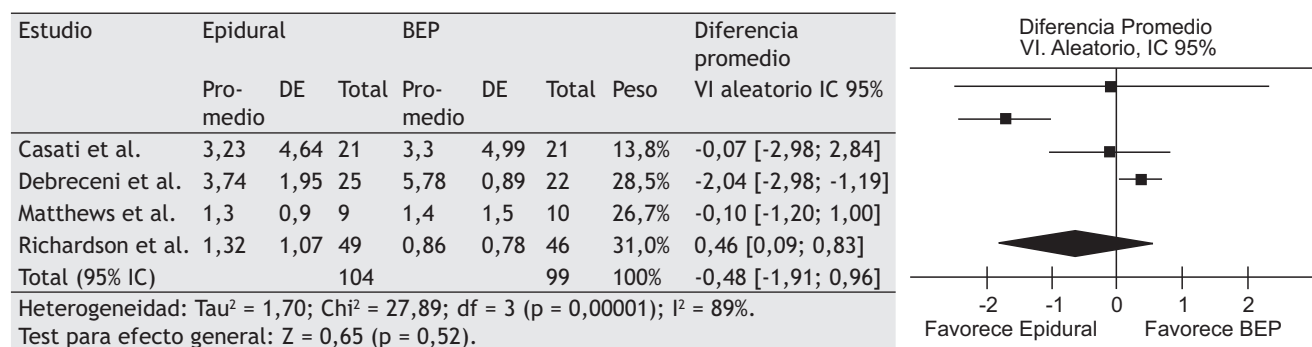 Estudio Epidural BEP Diferencia
promedio
Pro- DE Total Pro- DE Total Peso VI aleatorio IC 95%
medio medio
Casati et al. 3,23 4,64 21 3,3 4,99 21 13,8% -0,07 [-2,98; 2,84]
Debreceni et al. 3,74 1,95 25 5,78 0,89 22 28,5% -2,04 [-2,98; -1,19]
Matthews et al. 1,3 0,9 9 1,4 1,5 10 26,7% -0,10 [-1,20; 1,00]
Richardson et al. 1,32 1,07 49 0,86 0,78 46 31,0% 0,46 [0,09; 0,83]
Total (95% IC) 104 99 100% -0,48 [-1,91; 0,96]
Heterogeneidad: Tau² = 1,70; Chi² = 27,89; df = 3 (p = 0,00001); I² = 89%.
Test para efecto general: Z = 0,65 (p = 0,52).
Diferencia Promedio
VI. Aleatorio, IC 95%
-2 -1 0 1 2
Favorece Epidural Favorece BEP